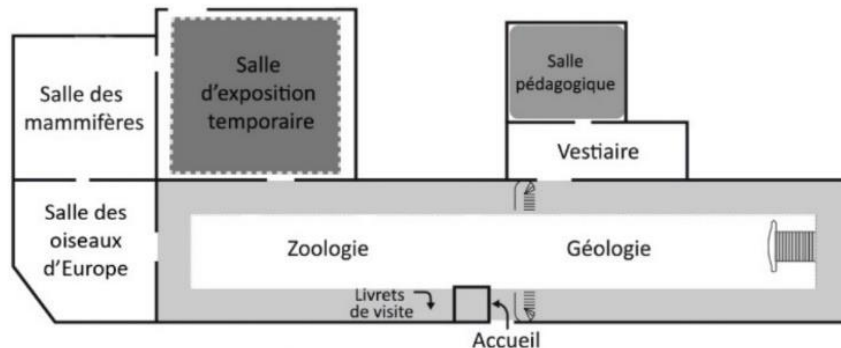 Salle
d'exposition
temporaire
Salle
pédagogique
Salle des
mammifères
Vestiaire
Salle des
oiseaux
d'Europe
Zoologie
Géologie
Livrets
de visite
Accueil